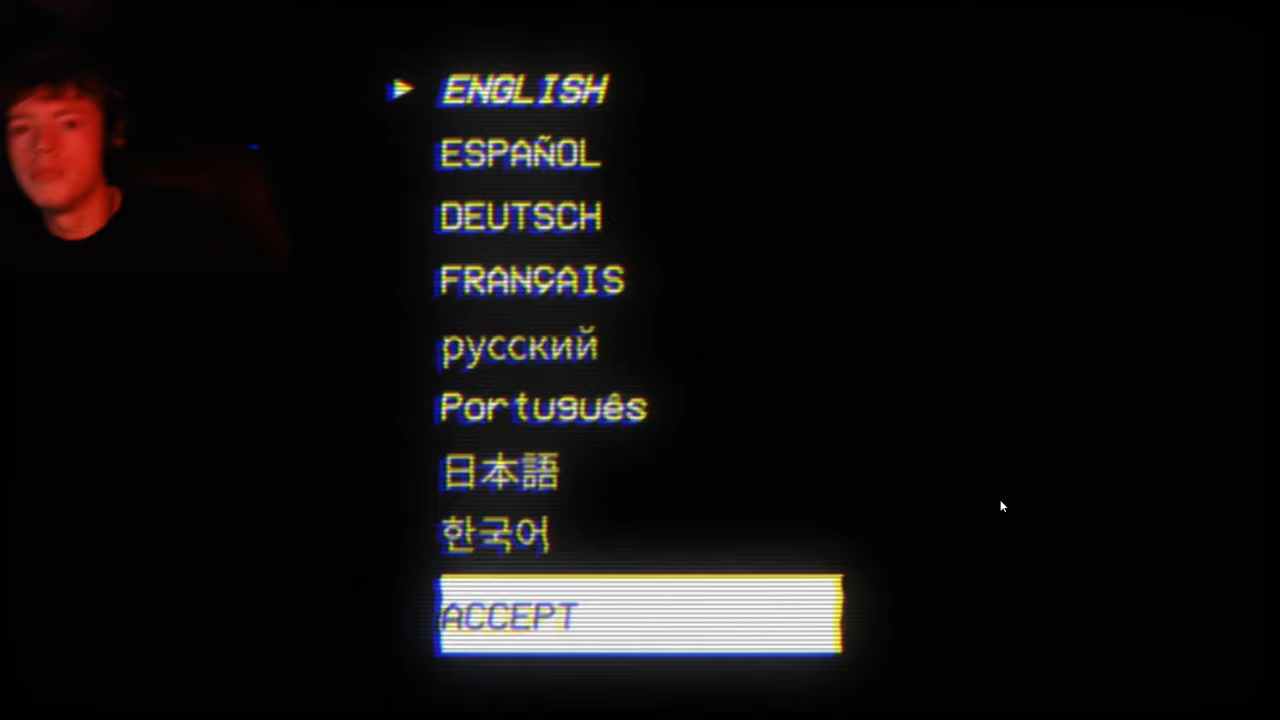 ENGLISH
ESPAÑOL
DEUTSCH
FRANÇAIS
русский
Português
日本語
한국어
ACCEPT